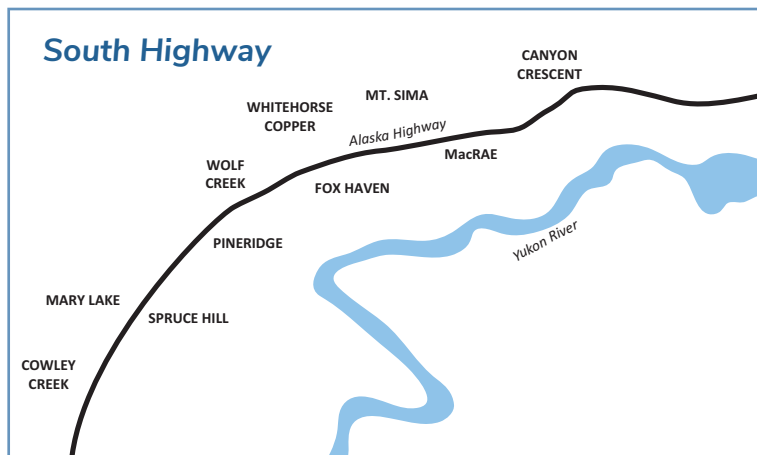 South Highway
CANYON
CRESCENT
MT. SIMA
WHITEHORSE
COPPER
Alaska Highway
MacRAE
WOLF
CREEK
FOX HAVEN
PINERIDGE
Yukon River
MARY LAKE
SPRUCE HILL
COWLEY
CREEK